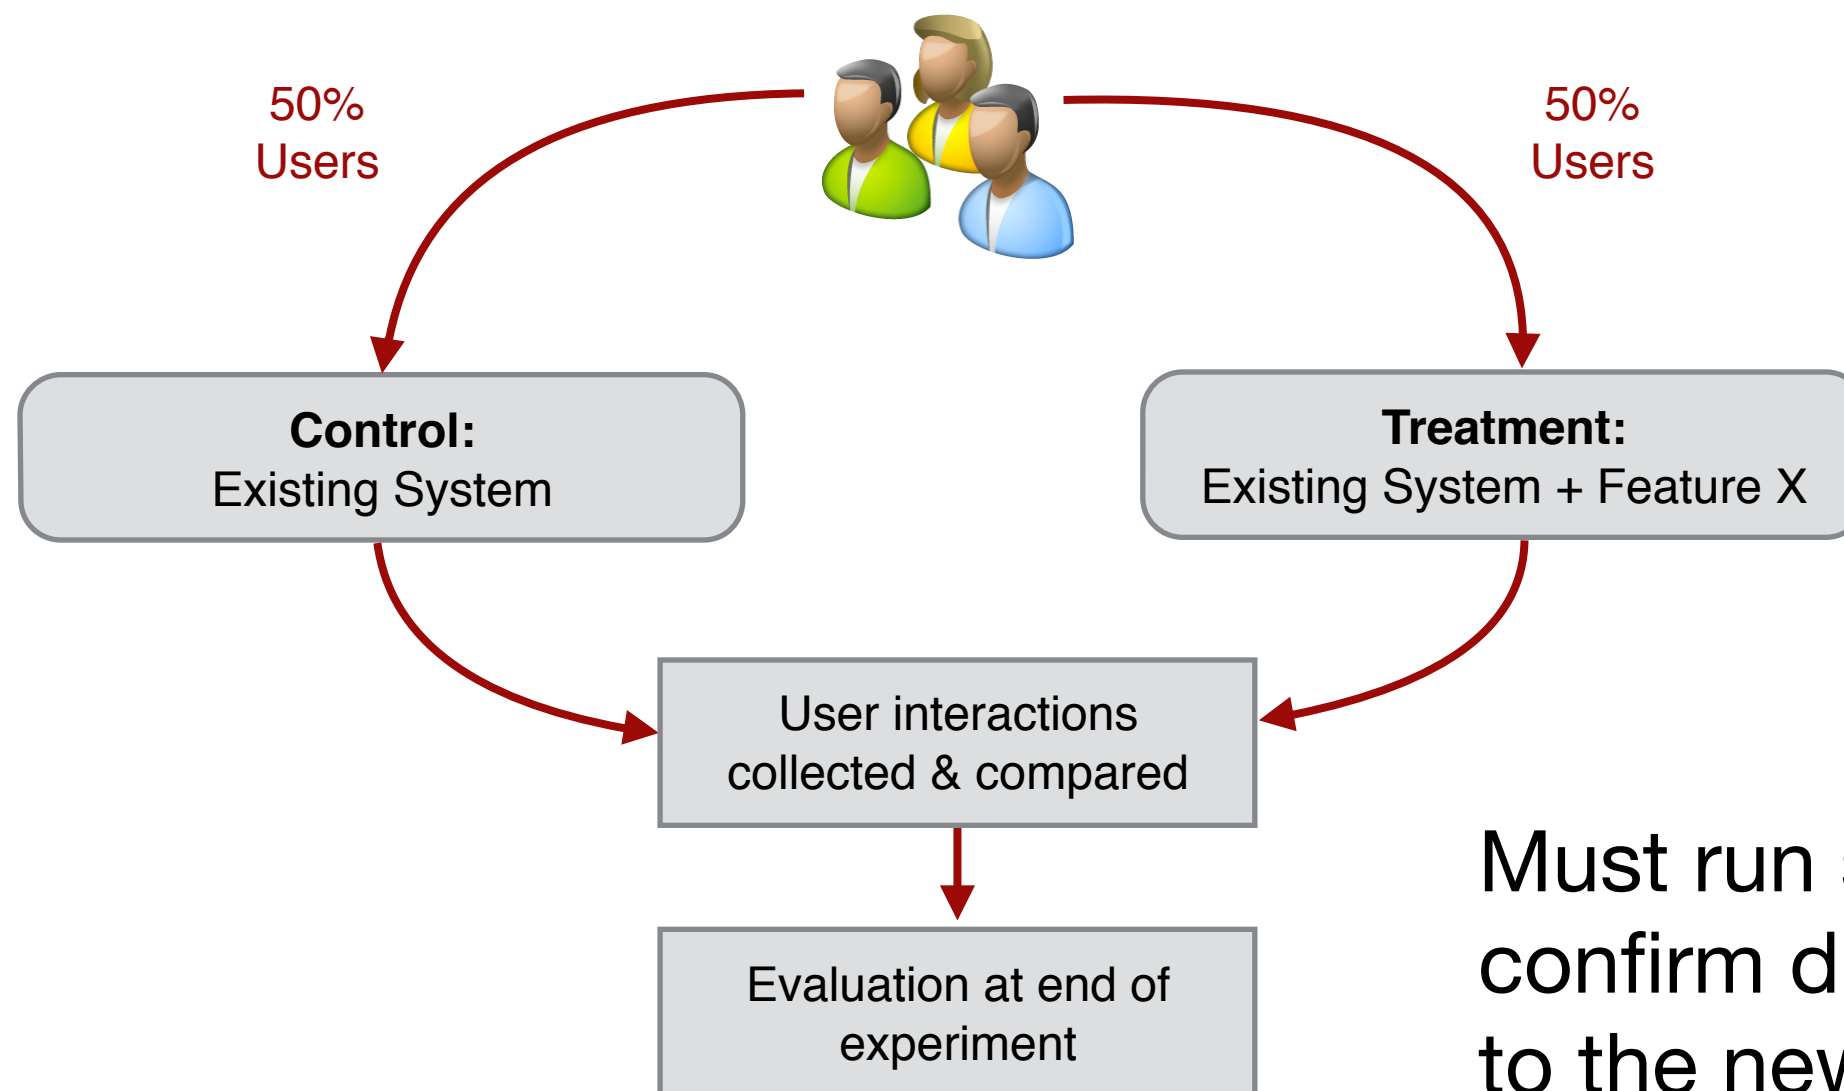 50%
Users
50%
Users
Control:
Existing System
Treatment:
Existing System + Feature X
User interactions
collected & compared
Evaluation at end of
experiment
Must run
confirm
to the